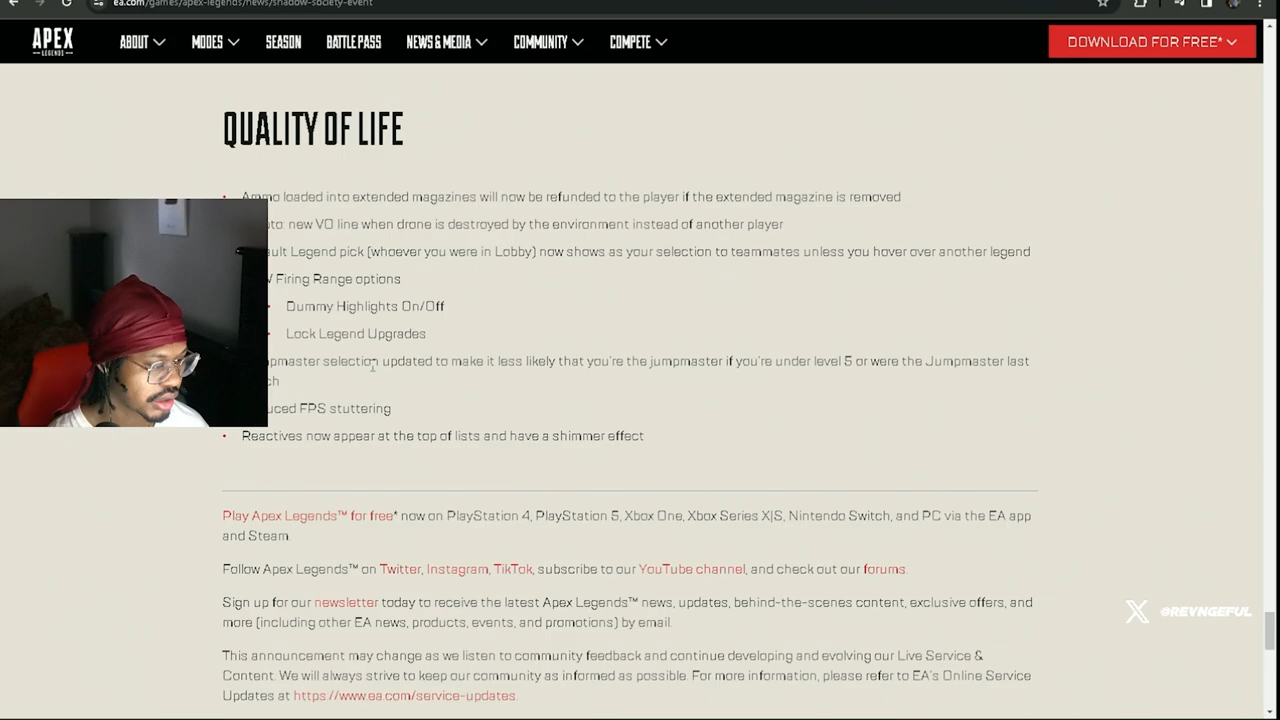 ea.com/games/apex-legends/news/shadow-society-event
APEX
LEGENDS
ABOUT
MODES
SEASON
BATTLE PASS
NEWS & MEDIA
COMMUNITY
COMPETE
DOWNLOAD FOR FREE*
QUALITY OF LIFE
Ammo loaded into extended magazines will now be refunded to the player if the extended magazine is removed
new VO line when drone is destroyed by the environment instead of another player
Legend pick (whoever you were in Lobby) now shows as your selection to teammates unless you hover over another legend
Firing Range options
Dummy Highlights On/Off
Lock Legend Upgrades
selection updated to make it less likely that you're the jumpmaster if you're under level 5 or were the Jumpmaster last
FPS stuttering
Reactives now appear at the top of lists and have a shimmer effect
Play Apex Legends™ for free* now on PlayStation 4, PlayStation 5, Xbox One, Xbox Series X|S, Nintendo Switch, and PC via the EA app
and Steam.
Follow Apex Legends™ on Twitter, Instagram, TikTok, subscribe to our YouTube channel, and check out our forums.
Sign up for our newsletter today to receive the latest Apex Legends™ news, updates, behind-the-scenes content, exclusive offers, and
more (including other EA news, products, events, and promotions) by email.
X @REVNGEFUL
This announcement may change as we listen to community feedback and continue developing and evolving our Live Service &
Content. We will always strive to keep our community as informed as possible. For more information, please refer to EA's Online Service
Updates at https://www.ea.com/service-updates.